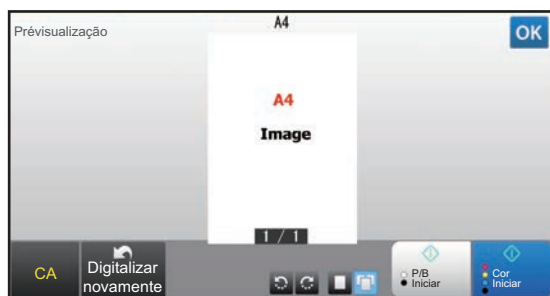 A4
Prévisualização
OK
A4
Image
1 / 1
CA
Digitalizar
novamente
P/B
Iniciar
Cor
Iniciar